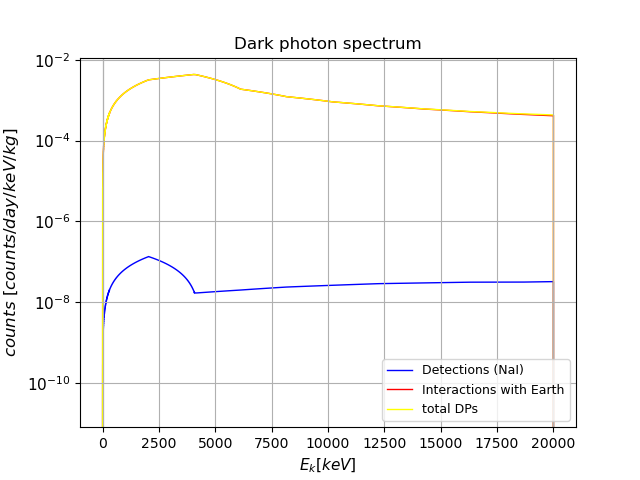 Dark photon spectrum
10⁻²
10⁻⁴
10⁻⁶
10⁻⁸
10⁻¹⁰
counts [counts/day/keV/kg]
Detections (NaI)
Interactions with Earth
total DPs
0 2500 5000 7500 10000 12500 15000 17500 20000
Eₖ[keV]